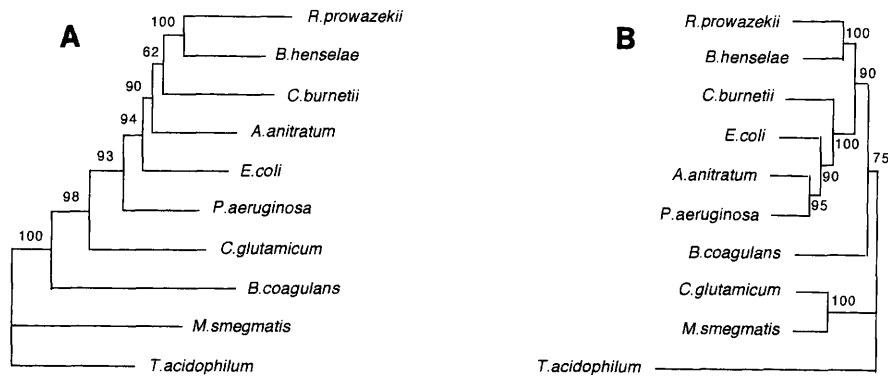 A
R.prowazekii
100
B.henselae
62
C.burnetii
90
A.anitratum
94
E.coli
93
P.aeruginosa
98
C.glutamicum
100
B.coagulans
M.smegmatis
T.acidophilum
B
R.prowazekii
100
B.henselae
90
C.burnetii
100
E.coli
75
90
A.anitratum
95
P.aeruginosa
B.coagulans
C.glutamicum
100
M.smegmatis
T.acidophilum